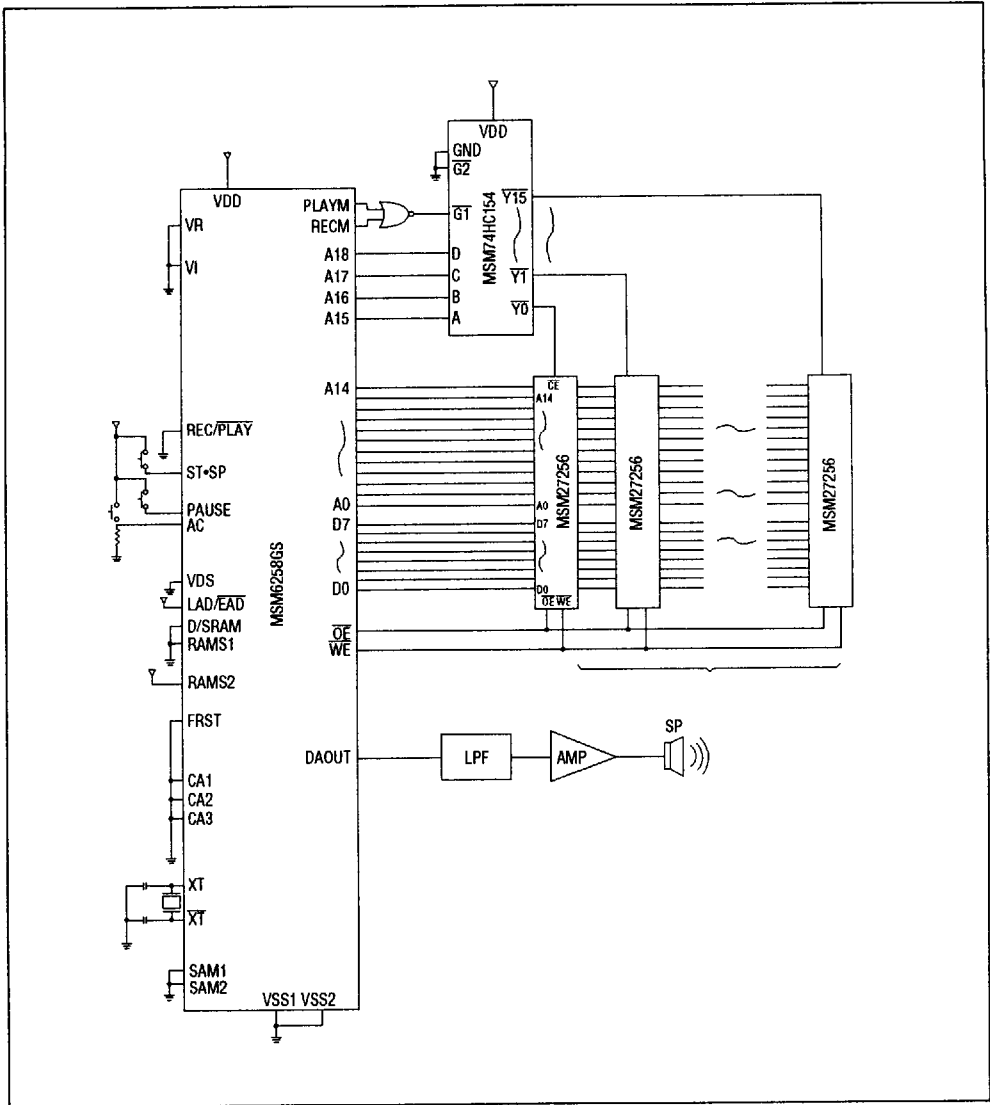 VDD
GND
G2
G1
D
C
B
A
MSM74HC154
Y15
Y1
Y0
VDD
VR
VI
REC/PLAY
ST•SP
PAUSE
AC
VDS
LAD/EAD
D/SRAM
RAMS1
RAMS2
FRST
CA1
CA2
CA3
XT
XT
SAM1
SAM2
VSS1 VSS2
MSM6258GS
PLAYM
RECM
A18
A17
A16
A15
A14
A0
D7
D0
OE
WE
DAOUT
CE
A14
A0
D7
D0
OE WE
MSM27256
MSM27256
MSM27256
LPF
AMP
SP